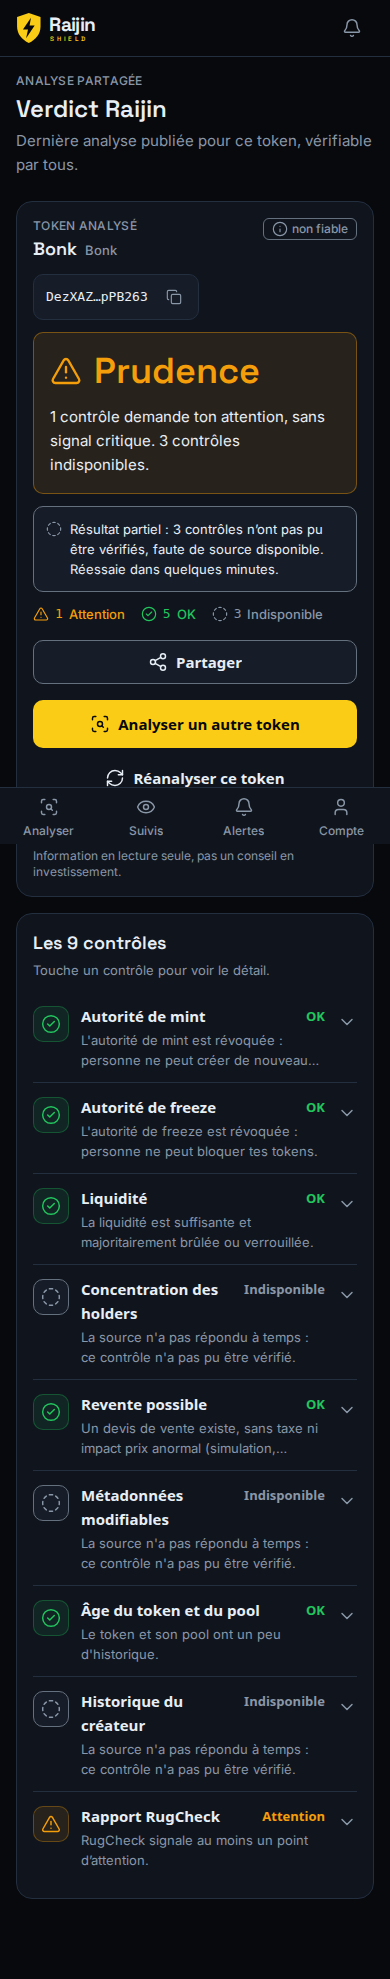 Raijin
SHIELD
ANALYSE PARTAGÉE
Verdict Raijin
Dernière analyse publiée pour ce token, vérifiable
par tous.
TOKEN ANALYSÉ
non fiable
Bonk Bonk
DezXAZ…pPB263
Prudence
1 contrôle demande ton attention, sans
signal critique. 3 contrôles
indisponibles.
Résultat partiel : 3 contrôles n'ont pas pu
être vérifiés, faute de source disponible.
Réessaie dans quelques minutes.
1 Attention 5 OK 3 Indisponible
Partager
Analyser un autre token
Réanalyser ce token
Analyser Suivis Alertes Compte
Information en lecture seule, pas un conseil en
investissement.
Les 9 contrôles
Touche un contrôle pour voir le détail.
Autorité de mint OK
L'autorité de mint est révoquée :
personne ne peut créer de nouveau…
Autorité de freeze OK
L'autorité de freeze est révoquée :
personne ne peut bloquer tes tokens.
Liquidité OK
La liquidité est suffisante et
majoritairement brûlée ou verrouillée.
Concentration des Indisponible
holders
La source n'a pas répondu à temps :
ce contrôle n'a pas pu être vérifié.
Revente possible OK
Un devis de vente existe, sans taxe ni
impact prix anormal (simulation,…
Métadonnées Indisponible
modifiables
La source n'a pas répondu à temps :
ce contrôle n'a pas pu être vérifié.
Âge du token et du pool OK
Le token et son pool ont un peu
d'historique.
Historique du Indisponible
créateur
La source n'a pas répondu à temps :
ce contrôle n'a pas pu être vérifié.
Rapport RugCheck Attention
RugCheck signale au moins un point
d'attention.